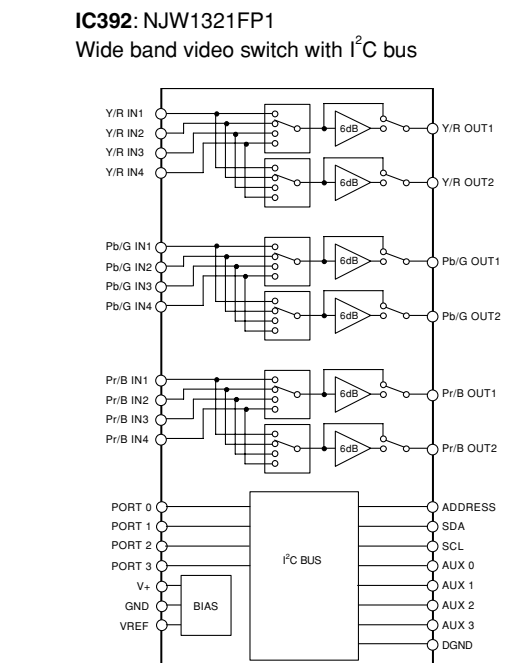 IC392: NJW1321FP1
Wide band video switch with I²C bus
Y/R IN1
Y/R IN2
Y/R IN3
Y/R IN4
6dB
Y/R OUT1
6dB
Y/R OUT2
Pb/G IN1
Pb/G IN2
Pb/G IN3
Pb/G IN4
6dB
Pb/G OUT1
6dB
Pb/G OUT2
Pr/B IN1
Pr/B IN2
Pr/B IN3
Pr/B IN4
6dB
Pr/B OUT1
6dB
Pr/B OUT2
PORT 0
PORT 1
PORT 2
PORT 3
V+
GND
VREF
BIAS
I²C BUS
ADDRESS
SDA
SCL
AUX 0
AUX 1
AUX 2
AUX 3
DGND